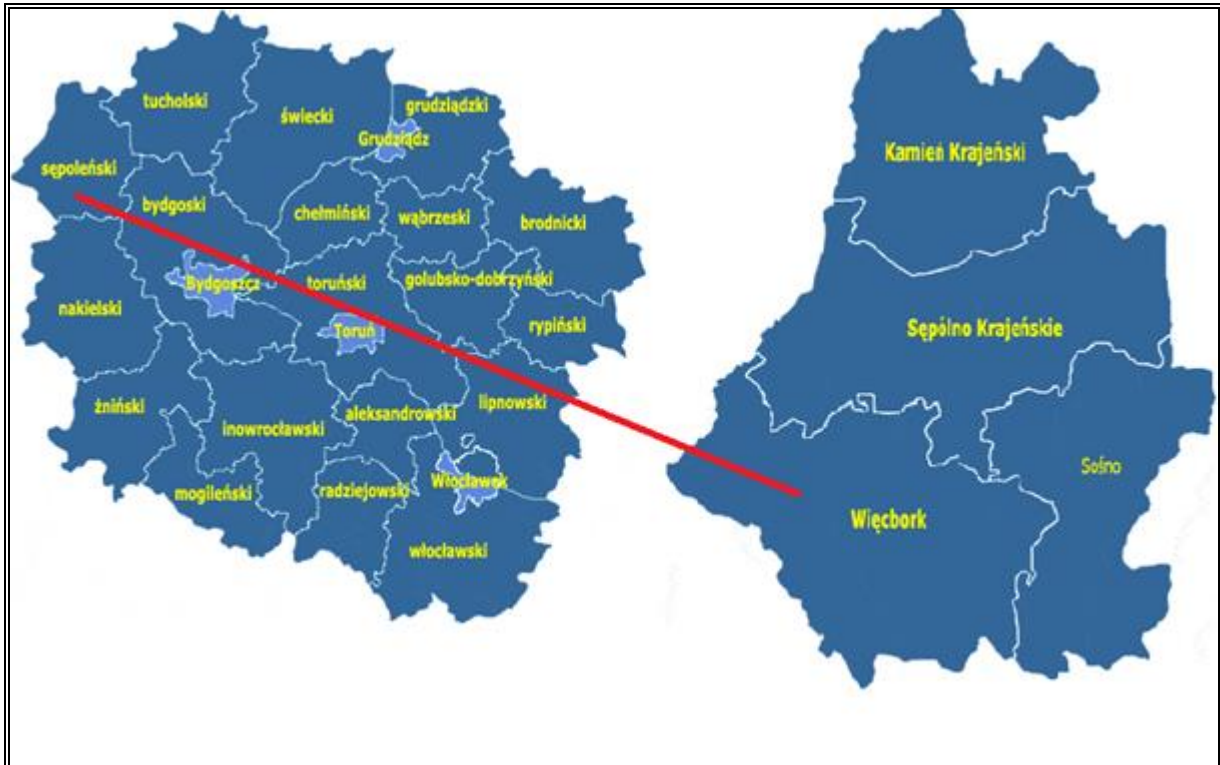 tucholski
świecki
grudziądzki
Grudziądz
sępoleński
bydgoski
chełmiński
wąbrzeski
brodnicki
Bydgoszcz
toruński
golubsko-dobrzyński
nakielski
Toruń
rypiński
żniński
inowrocławski
aleksandrowski
lipnowski
mogileński
radziejowski
Włocławek
włocławski
Kamień Krajeński
Sępólno Krajeńskie
Sośno
Więcbork